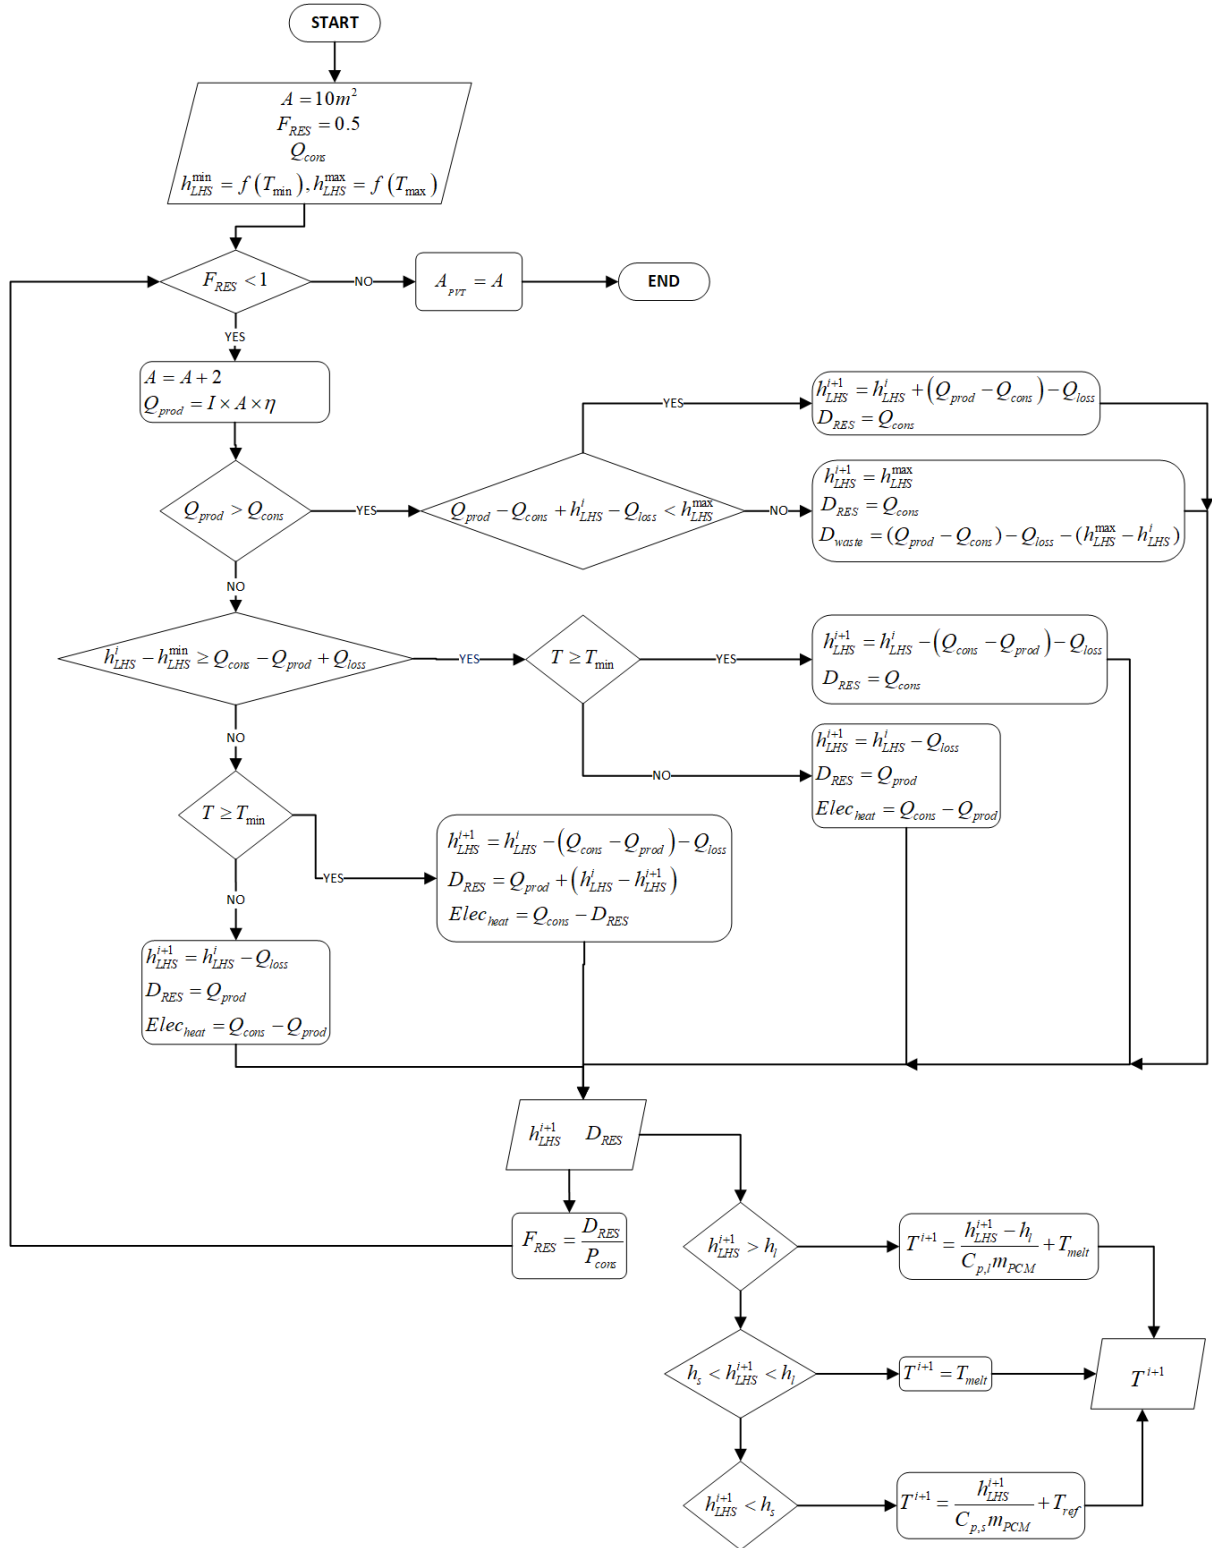 START
A = 10m²
F_RES = 0.5
Q_cons
h_LHS^min = f(T_min), h_LHS^max = f(T_max)
F_RES < 1
NO
A_PVT = A
END
YES
A = A + 2
Q_prod = I × A × η
YES
h_LHS^{i+1} = h_LHS^i + (Q_prod − Q_cons) − Q_loss
D_RES = Q_cons
Q_prod > Q_cons
YES
Q_prod − Q_cons + h_LHS^i − Q_loss < h_LHS^max
NO
h_LHS^{i+1} = h_LHS^max
D_RES = Q_cons
D_waste = (Q_prod − Q_cons) − Q_loss − (h_LHS^max − h_LHS^i)
NO
h_LHS^i − h_LHS^min ≥ Q_cons − Q_prod + Q_loss
YES
T ≥ T_min
YES
h_LHS^{i+1} = h_LHS^i − (Q_cons − Q_prod) − Q_loss
D_RES = Q_cons
NO
NO
h_LHS^{i+1} = h_LHS^i − Q_loss
D_RES = Q_prod
Elec_heat = Q_cons − Q_prod
T ≥ T_min
YES
h_LHS^{i+1} = h_LHS^i − (Q_cons − Q_prod) − Q_loss
D_RES = Q_prod + (h_LHS^i − h_LHS^{i+1})
Elec_heat = Q_cons − D_RES
NO
h_LHS^{i+1} = h_LHS^i − Q_loss
D_RES = Q_prod
Elec_heat = Q_cons − Q_prod
h_LHS^{i+1} D_RES
F_RES = D_RES / P_cons
h_LHS^{i+1} > h_l
T^{i+1} = (h_LHS^{i+1} − h_l) / (C_{p,l} m_PCM) + T_melt
h_s < h_LHS^{i+1} < h_l
T^{i+1} = T_melt
T^{i+1}
h_LHS^{i+1} < h_s
T^{i+1} = h_LHS^{i+1} / (C_{p,s} m_PCM) + T_ref